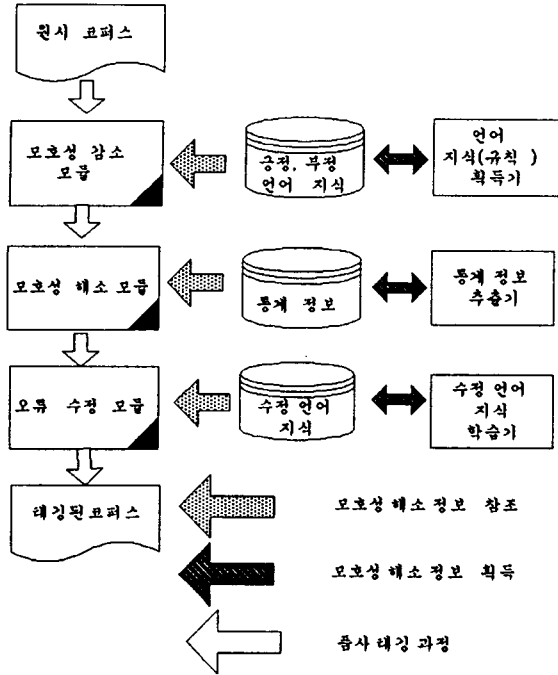 원시 코퍼스
모호성 감소
모듈
긍정, 부정
언어 지식
언어
지식(규칙 )
획득기
모호성 해소 모듈
통계 정보
통계 정보
추출기
오류 수정 모듈
수정 언어
지식
수정 언어
지식
학습기
태깅된코퍼스
모호성 해소 정보 참조
모호성 해소 정보 획득
품사 태깅 과정